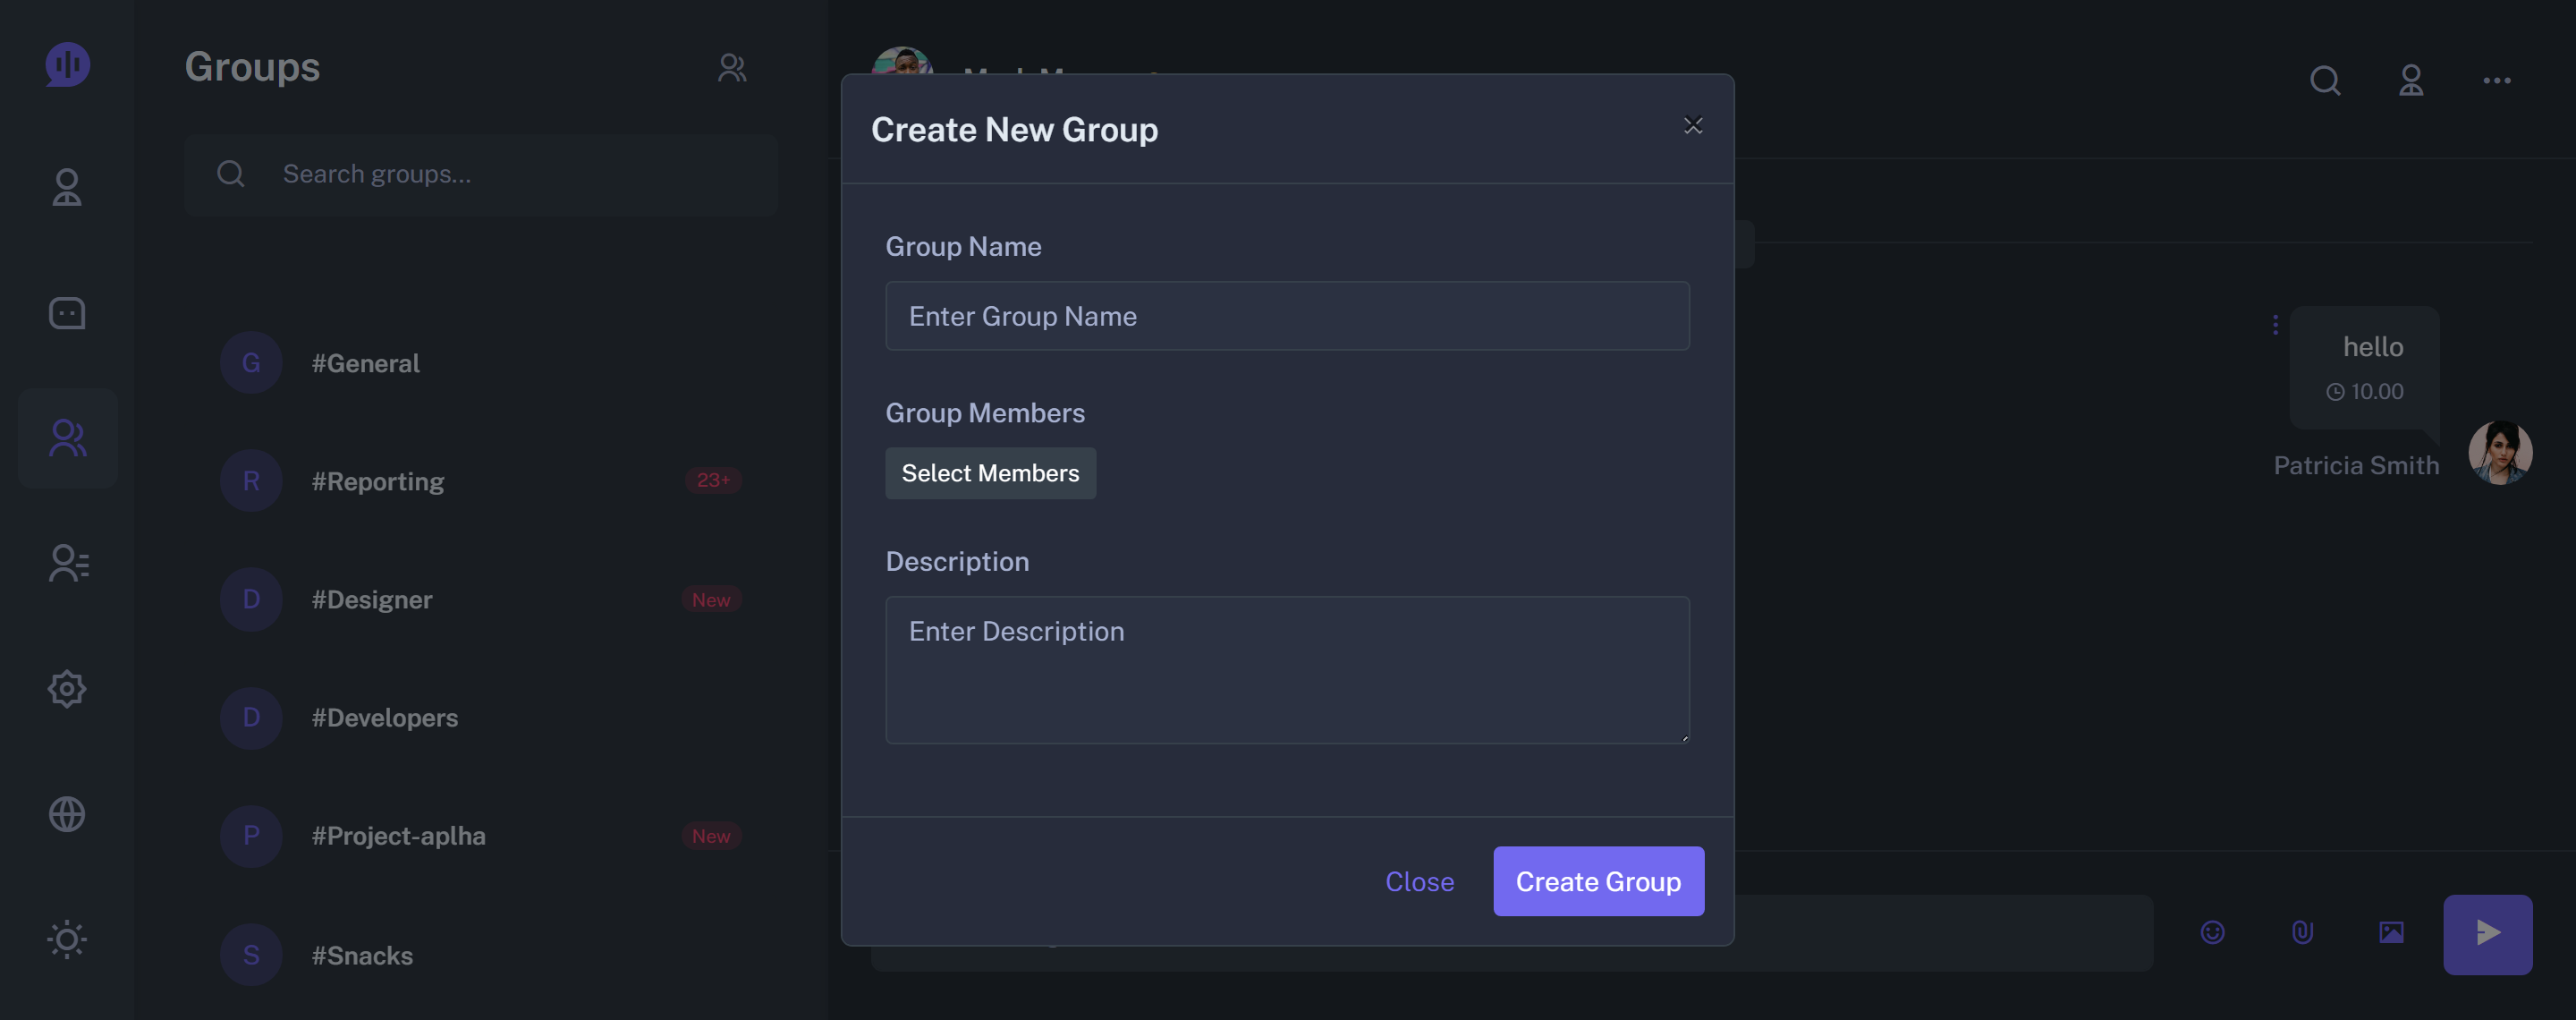 Groups
Search groups...
G #General
R #Reporting 23+
D #Designer New
D #Developers
P #Project-aplha New
S #Snacks
Create New Group
Group Name
Enter Group Name
Group Members
Select Members
Description
Enter Description
Close Create Group
hello
10.00
Patricia Smith